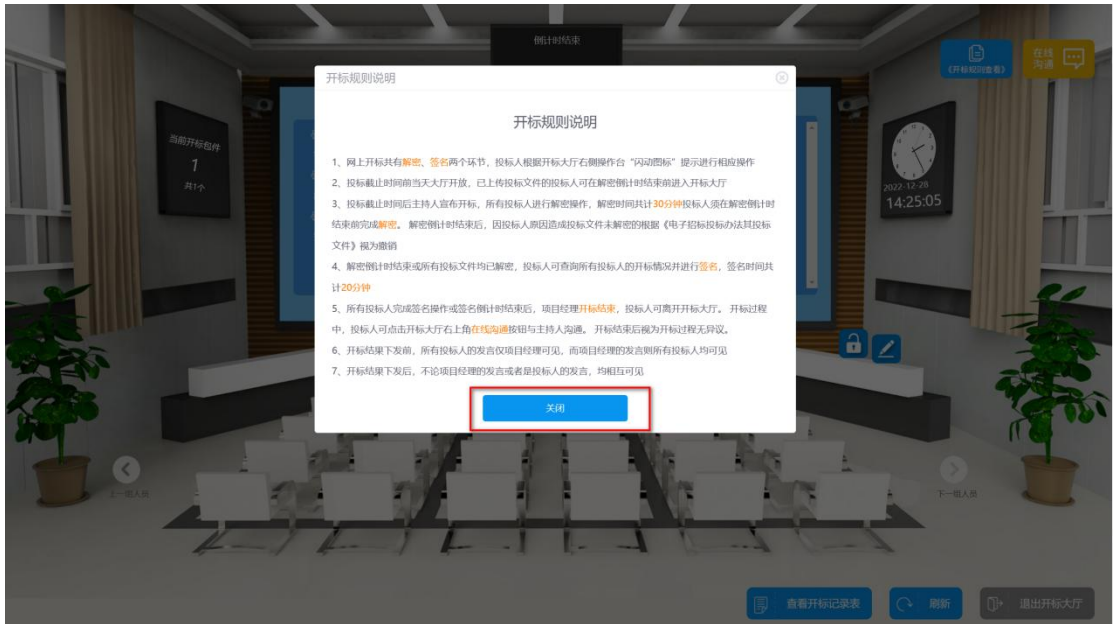 倒计时结束
《开标规则查看》
在线
沟通
当前开标包件
1
共1个
2022-12-28
14:25:05
开标规则说明
开标规则说明
1、网上开标共有解密、签名两个环节，投标人根据开标大厅右侧操作台“闪动图标”提示进行相应操作
2、投标截止时间前当天大厅开放，已上传投标文件的投标人可在解密倒计时结束前进入开标大厅
3、投标截止时间后主持人宣布开标，所有投标人进行解密操作，解密时间共计30分钟投标人须在解密倒计时
结束前完成解密。 解密倒计时结束后，因投标人原因造成投标文件未解密的根据《电子招标投标办法其投标
文件》视为撤销
4、解密倒计时结束或所有投标文件均已解密，投标人可查询所有投标人的开标情况并进行签名，签名时间共
计20分钟
5、所有投标人完成签名操作或签名倒计时结束后，项目经理开标结束，投标人可离开开标大厅。 开标过程
中，投标人可点击开标大厅右上角在线沟通按钮与主持人沟通。 开标结束后视为开标过程无异议。
6、开标结果下发前，所有投标人的发言仅项目经理可见，而项目经理的发言则所有投标人均可见
7、开标结果下发后，不论项目经理的发言或者是投标人的发言，均相互可见
关闭
上一组人员
下一组人员
查看开标记录表
刷新
退出开标大厅